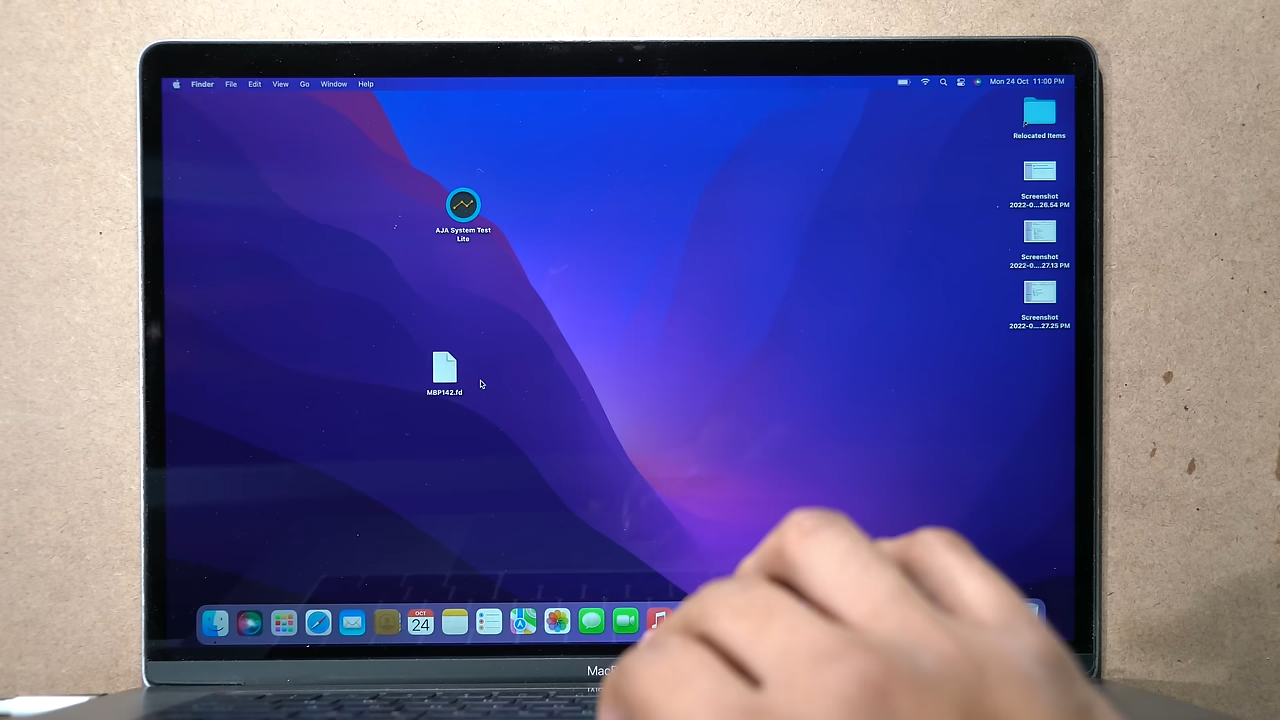 Finder File Edit View Go Window Help
Mon 24 Oct 11:00 PM
Relocated Items
Screenshot
2022-0...26.54 PM
AJA System Test
Lite
Screenshot
2022-0....27.13 PM
Screenshot
2022-0....27.25 PM
MBP142.fd
OCT
24